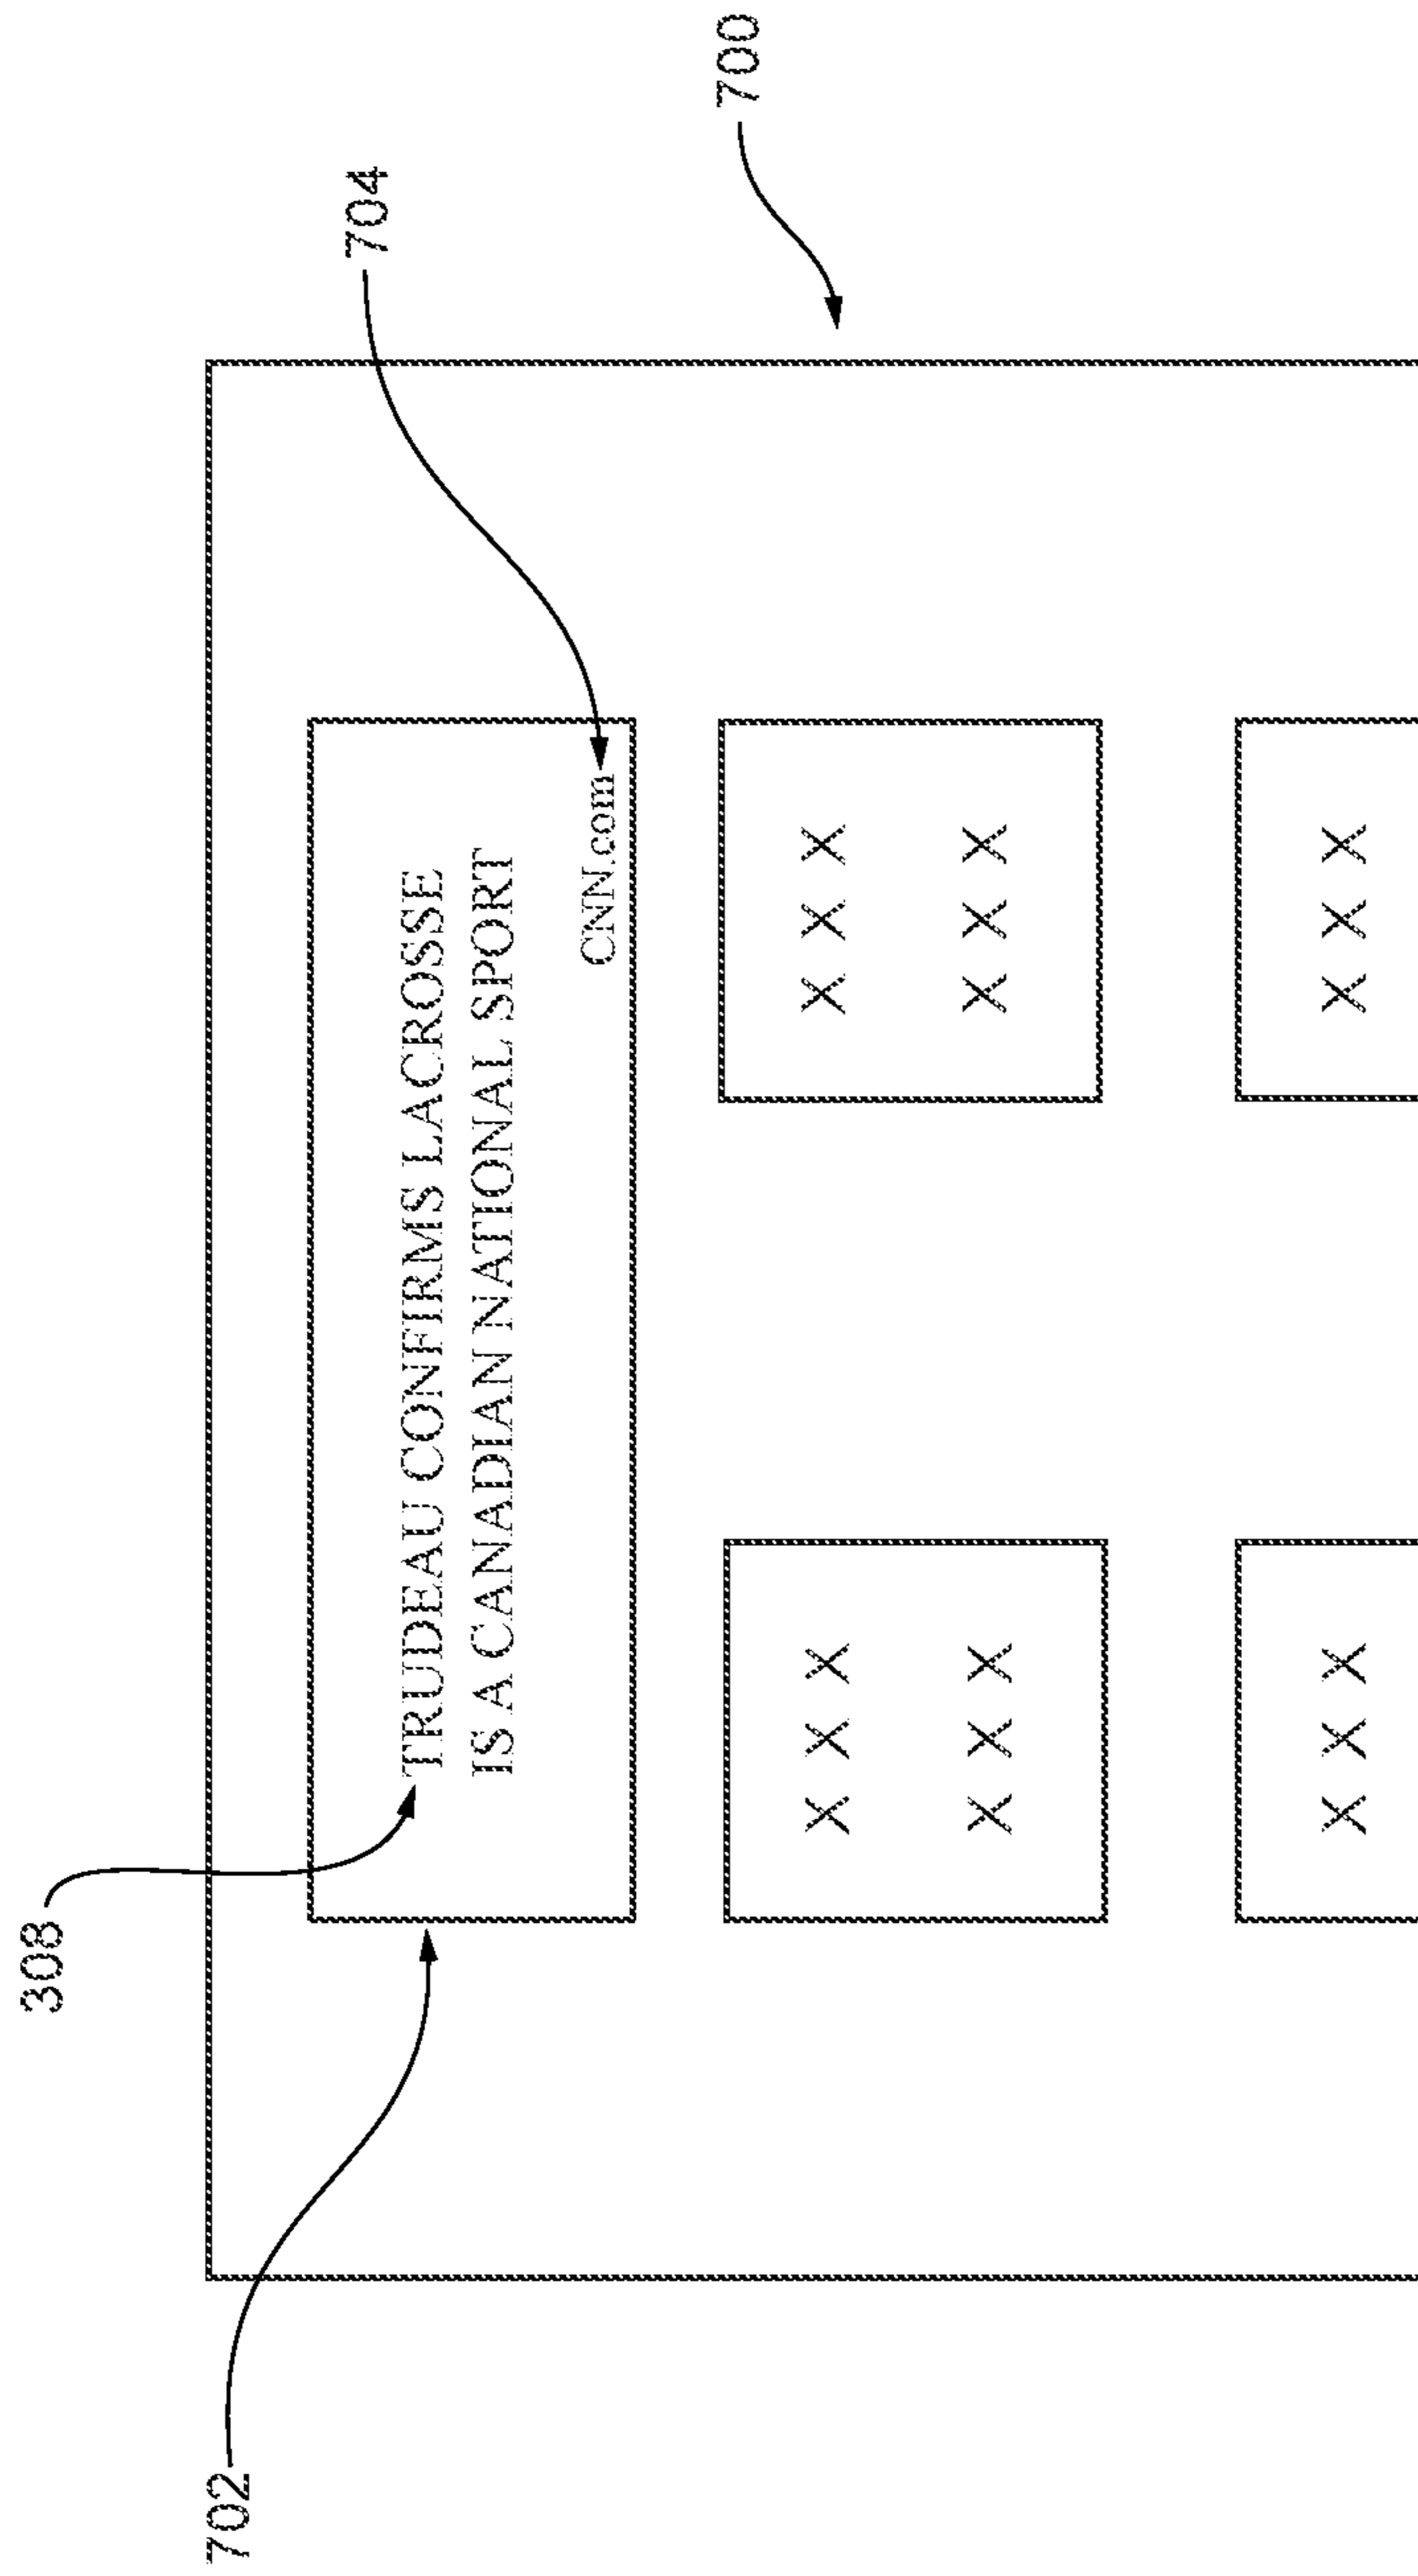 308
TRUDEAU CONFIRMS LACROSSE
IS A CANADIAN NATIONAL SPORT
CNN.com
704
702
700
X X X
X X X
X X X
X X X
X X X
X X X